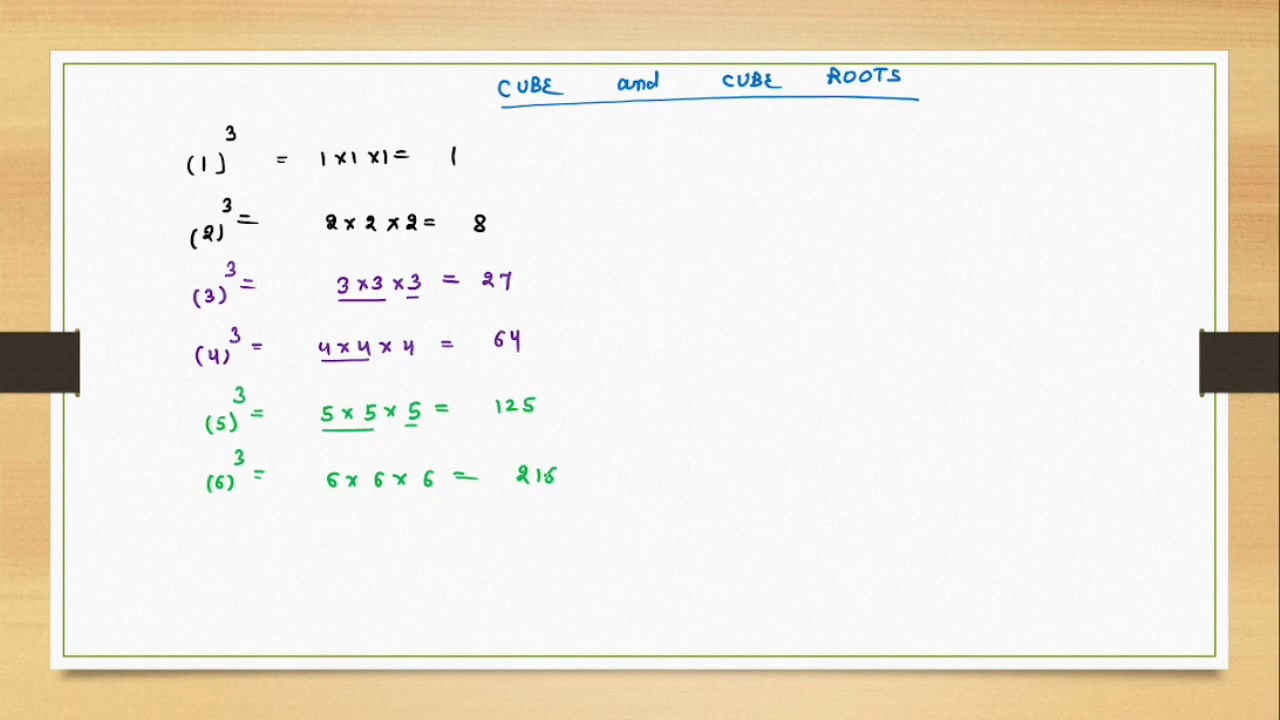 CUBE and CUBE ROOTS
(1)³ = 1 × 1 × 1 = 1
(2)³ = 2 × 2 × 2 = 8
(3)³ = 3 × 3 × 3 = 27
(4)³ = 4 × 4 × 4 = 64
(5)³ = 5 × 5 × 5 = 125
(6)³ = 6 × 6 × 6 = 216